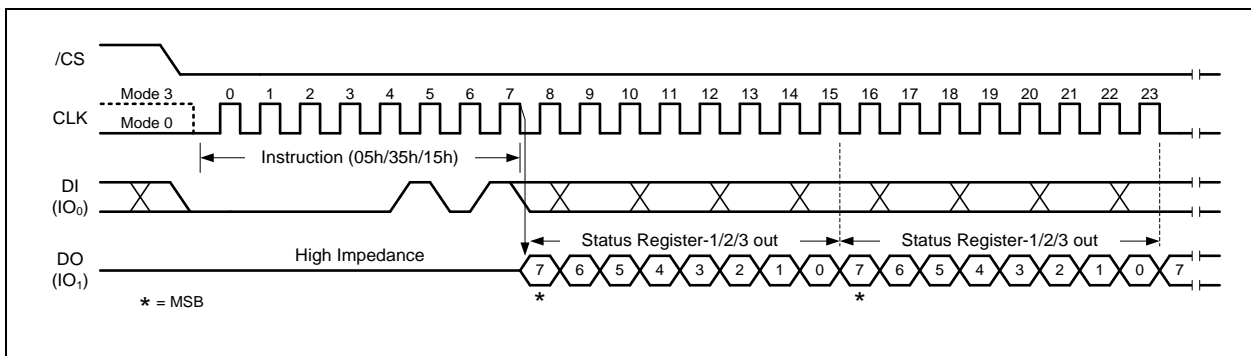 /CS
Mode 3
0 1 2 3 4 5 6 7 8 9 10 11 12 13 14 15 16 17 18 19 20 21 22 23
CLK
Mode 0
Instruction (05h/35h/15h)
DI
(IO₀)
Status Register-1/2/3 out Status Register-1/2/3 out
High Impedance
DO
(IO₁)
7 6 5 4 3 2 1 0 7 6 5 4 3 2 1 0 7
* *
* = MSB